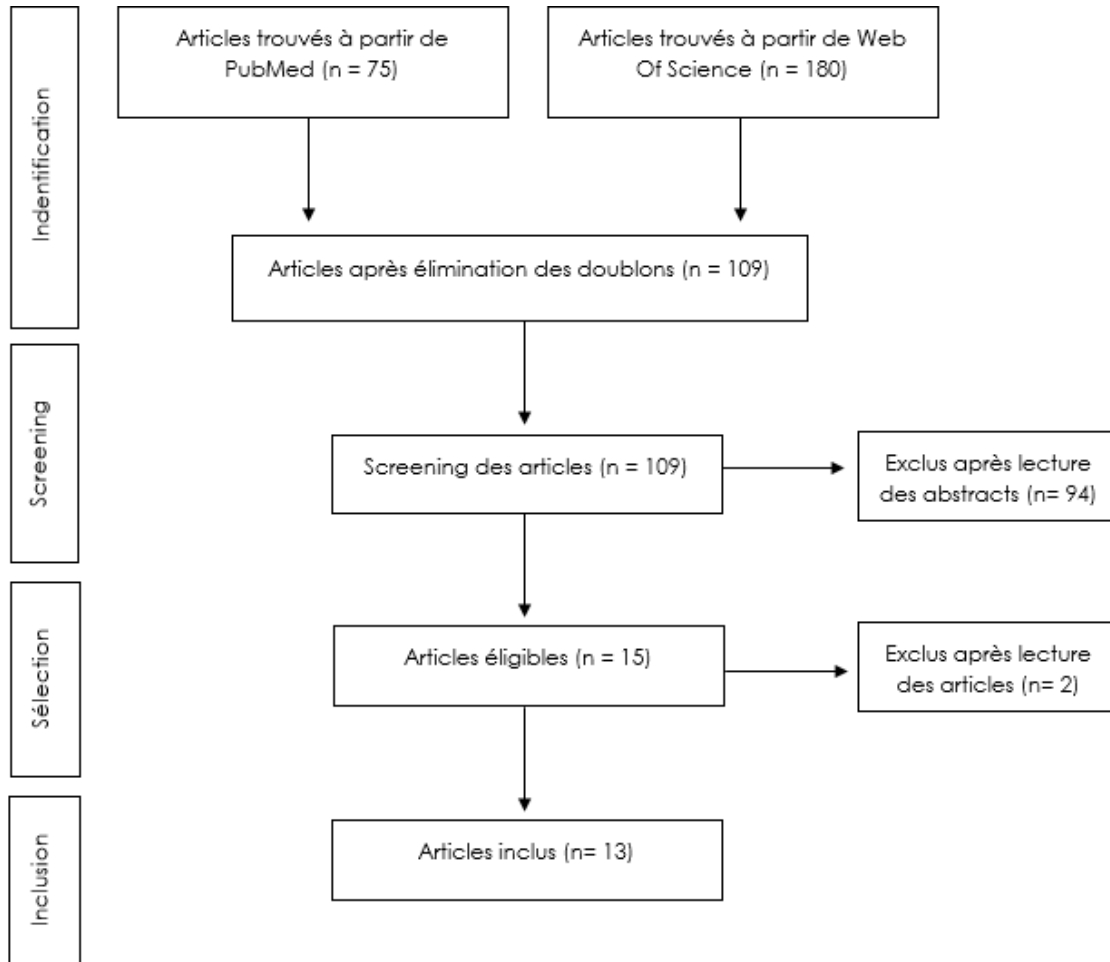 Indentification
Articles trouvés à partir de
PubMed (n = 75)
Articles trouvés à partir de Web
Of Science (n = 180)
Articles après élimination des doublons (n = 109)
Screening
Screening des articles (n = 109)
Exclus après lecture
des abstracts (n= 94)
Sélection
Articles éligibles (n = 15)
Exclus après lecture
des articles (n= 2)
Inclusion
Articles inclus (n= 13)